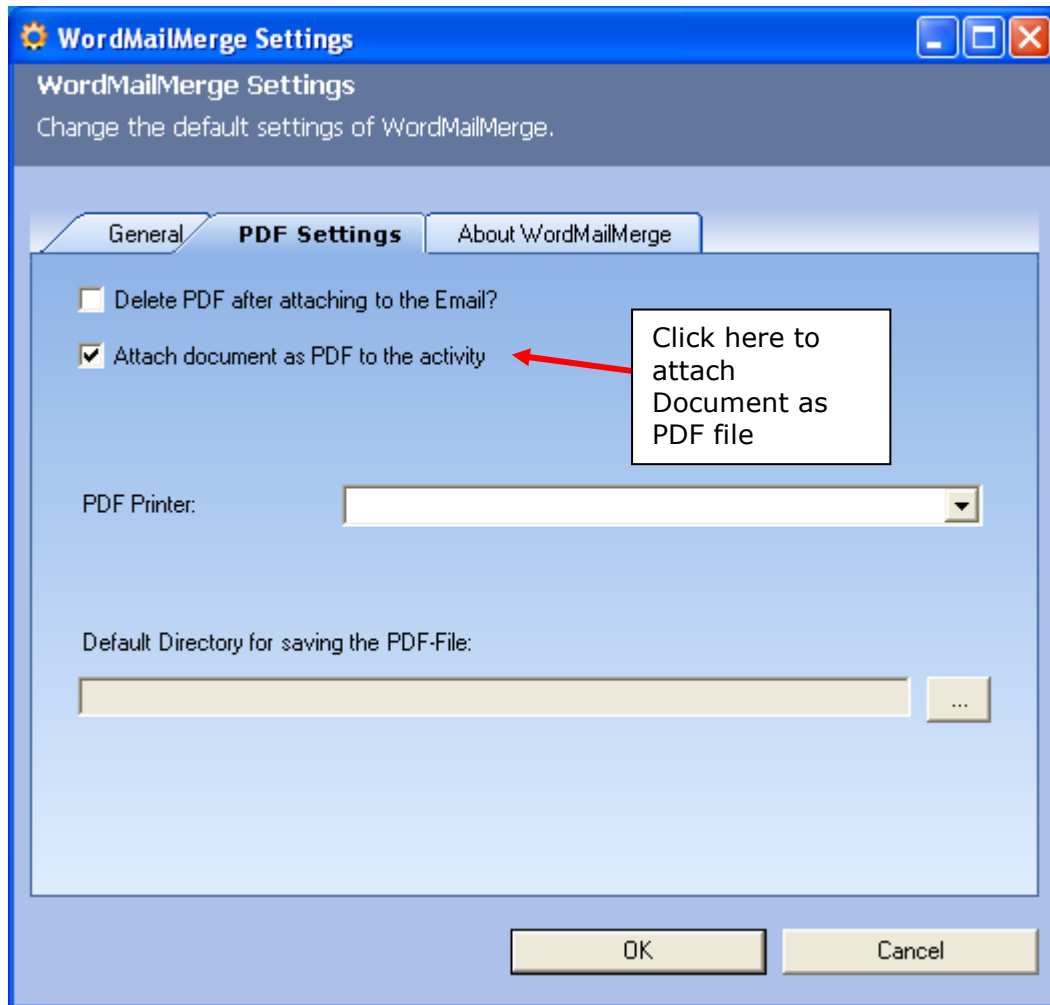 WordMailMerge Settings
WordMailMerge Settings
Change the default settings of WordMailMerge.
General PDF Settings About WordMailMerge
Delete PDF after attaching to the Email?
Attach document as PDF to the activity
Click here to
attach
Document as
PDF file
PDF Printer:
Default Directory for saving the PDF-File:
...
OK Cancel